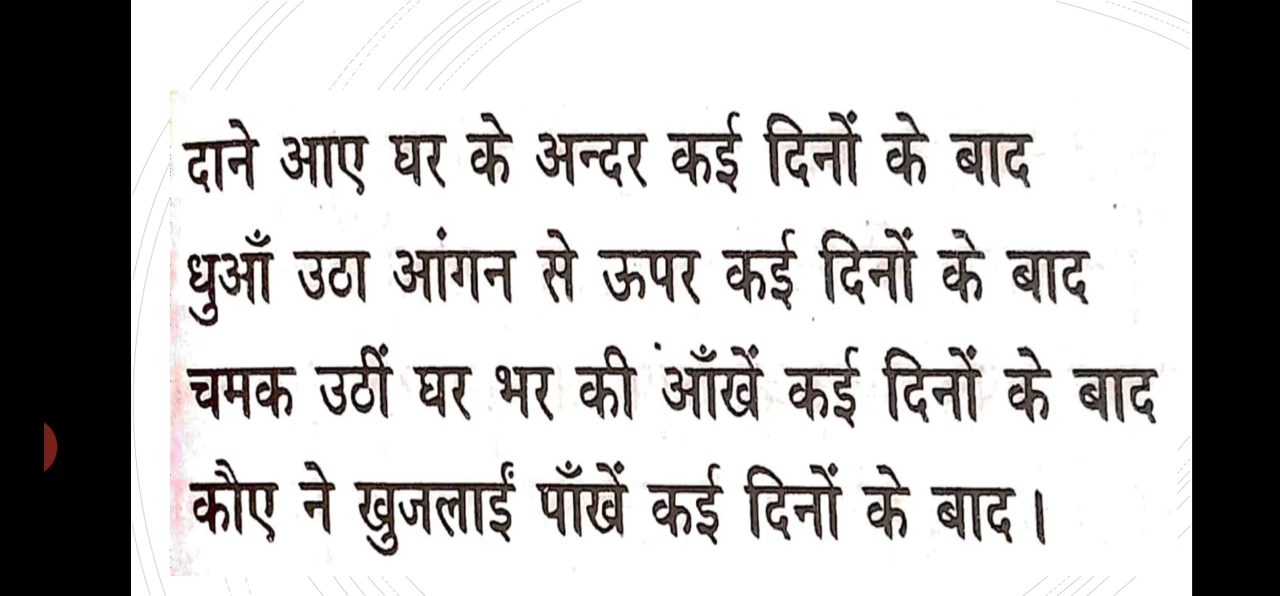 दाने आए घर के अन्दर कई दिनों के बाद
धुआँ उठा आंगन से ऊपर कई दिनों के बाद
चमक उठीं घर भर की आँखें कई दिनों के बाद
कौए ने खुजलाईं पाँखें कई दिनों के बाद।